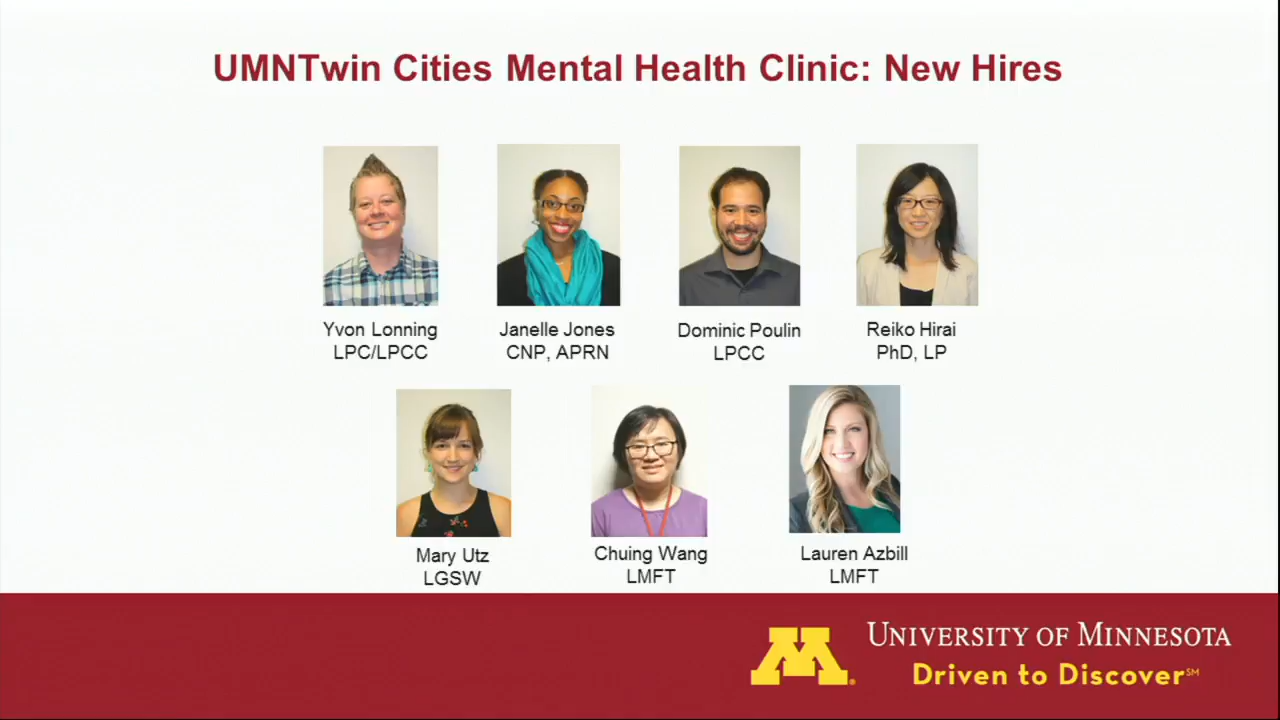 UMNTwin Cities Mental Health Clinic: New Hires
Yvon Lonning
LPC/LPCC
Janelle Jones
CNP, APRN
Dominic Poulin
LPCC
Reiko Hirai
PhD, LP
Mary Utz
LGSW
Chuing Wang
LMFT
Lauren Azbill
LMFT
M
UNIVERSITY OF MINNESOTA
Driven to Discover℠